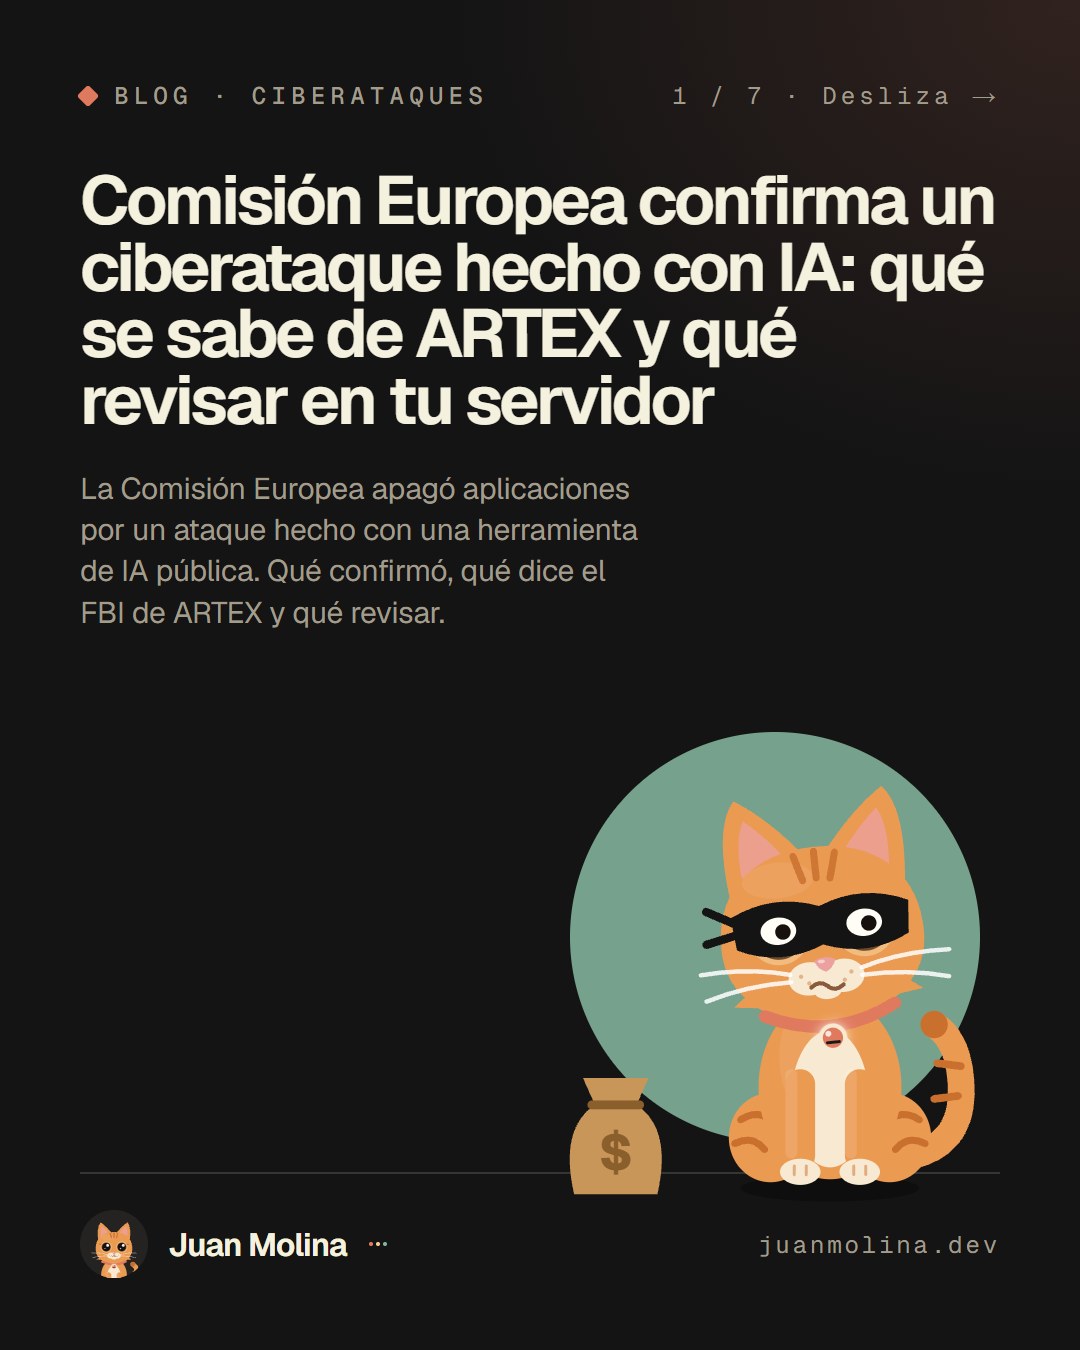 BLOG · CIBERATAQUES
1 / 7 · Desliza →
Comisión Europea confirma un
ciberataque hecho con IA: qué
se sabe de ARTEX y qué
revisar en tu servidor
La Comisión Europea apagó aplicaciones
por un ataque hecho con una herramienta
de IA pública. Qué confirmó, qué dice el
FBI de ARTEX y qué revisar.
$
Juan Molina
juanmolina.dev